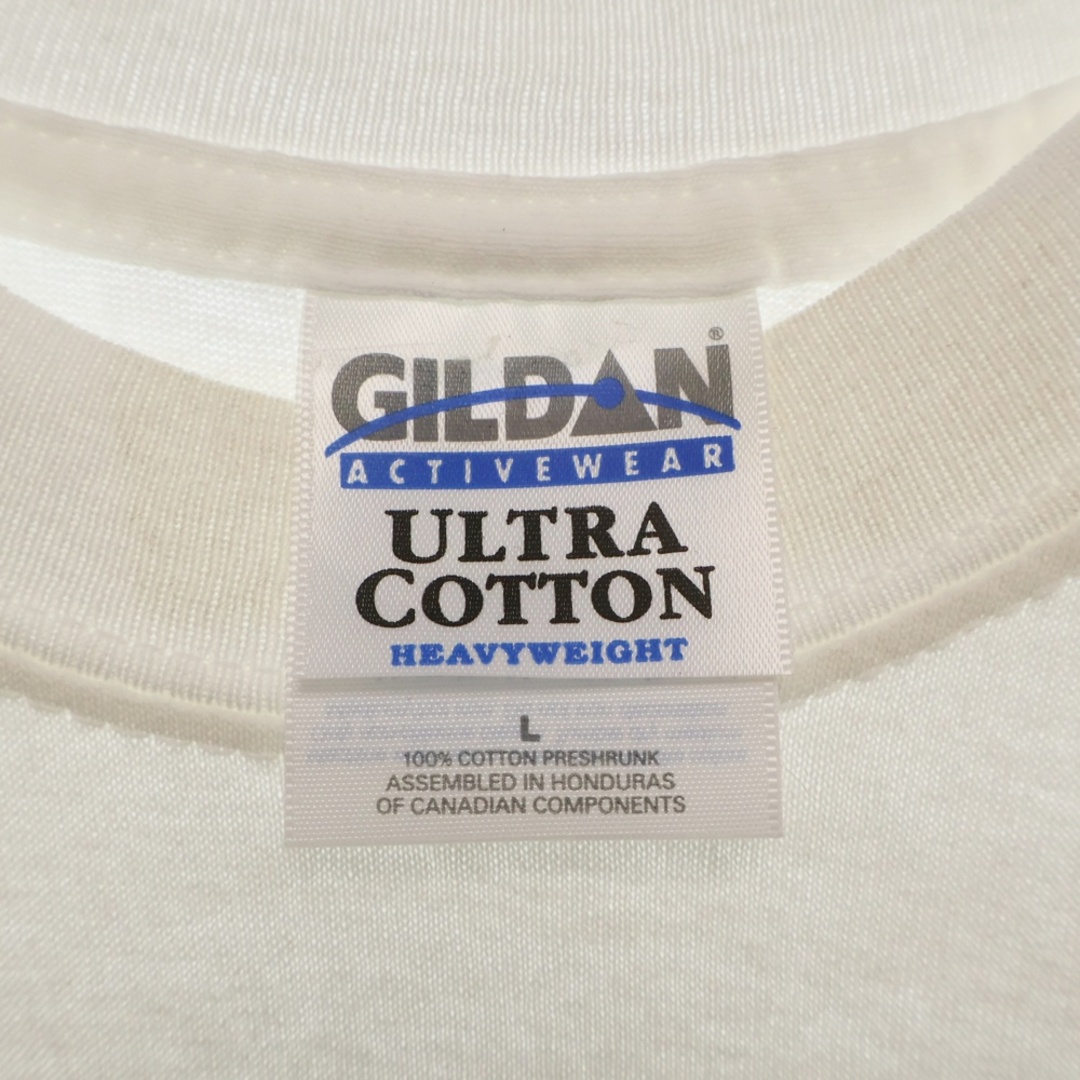 GILDAN®
ACTIVEWEAR
ULTRA
COTTON
HEAVYWEIGHT
L
100% COTTON PRESHRUNK
ASSEMBLED IN HONDURAS
OF CANADIAN COMPONENTS